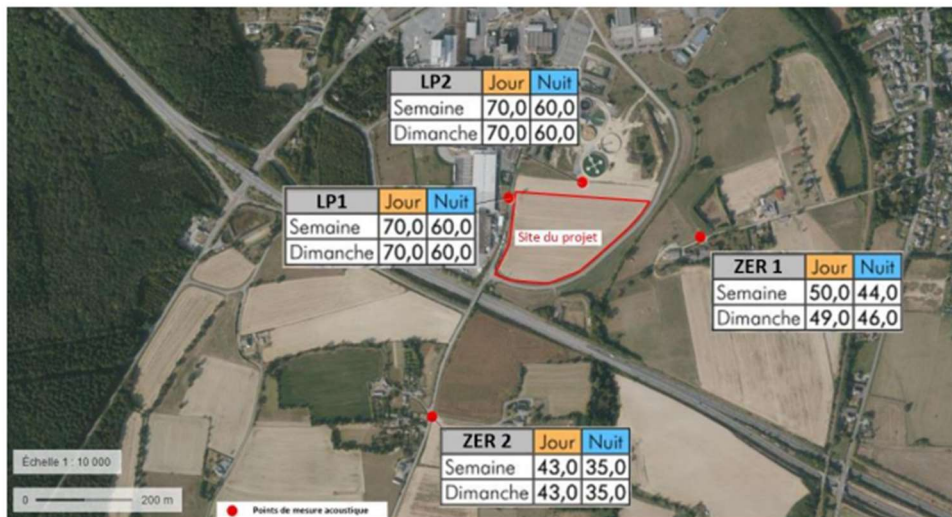 LP2 Jour Nuit
Semaine 70,0 60,0
Dimanche 70,0 60,0
LP1 Jour Nuit
Semaine 70,0 60,0
Dimanche 70,0 60,0
Site du projet
ZER 1 Jour Nuit
Semaine 50,0 44,0
Dimanche 49,0 46,0
ZER 2 Jour Nuit
Semaine 43,0 35,0
Dimanche 43,0 35,0
Échelle 1 : 10 000
0 200 m
Points de mesure acoustique